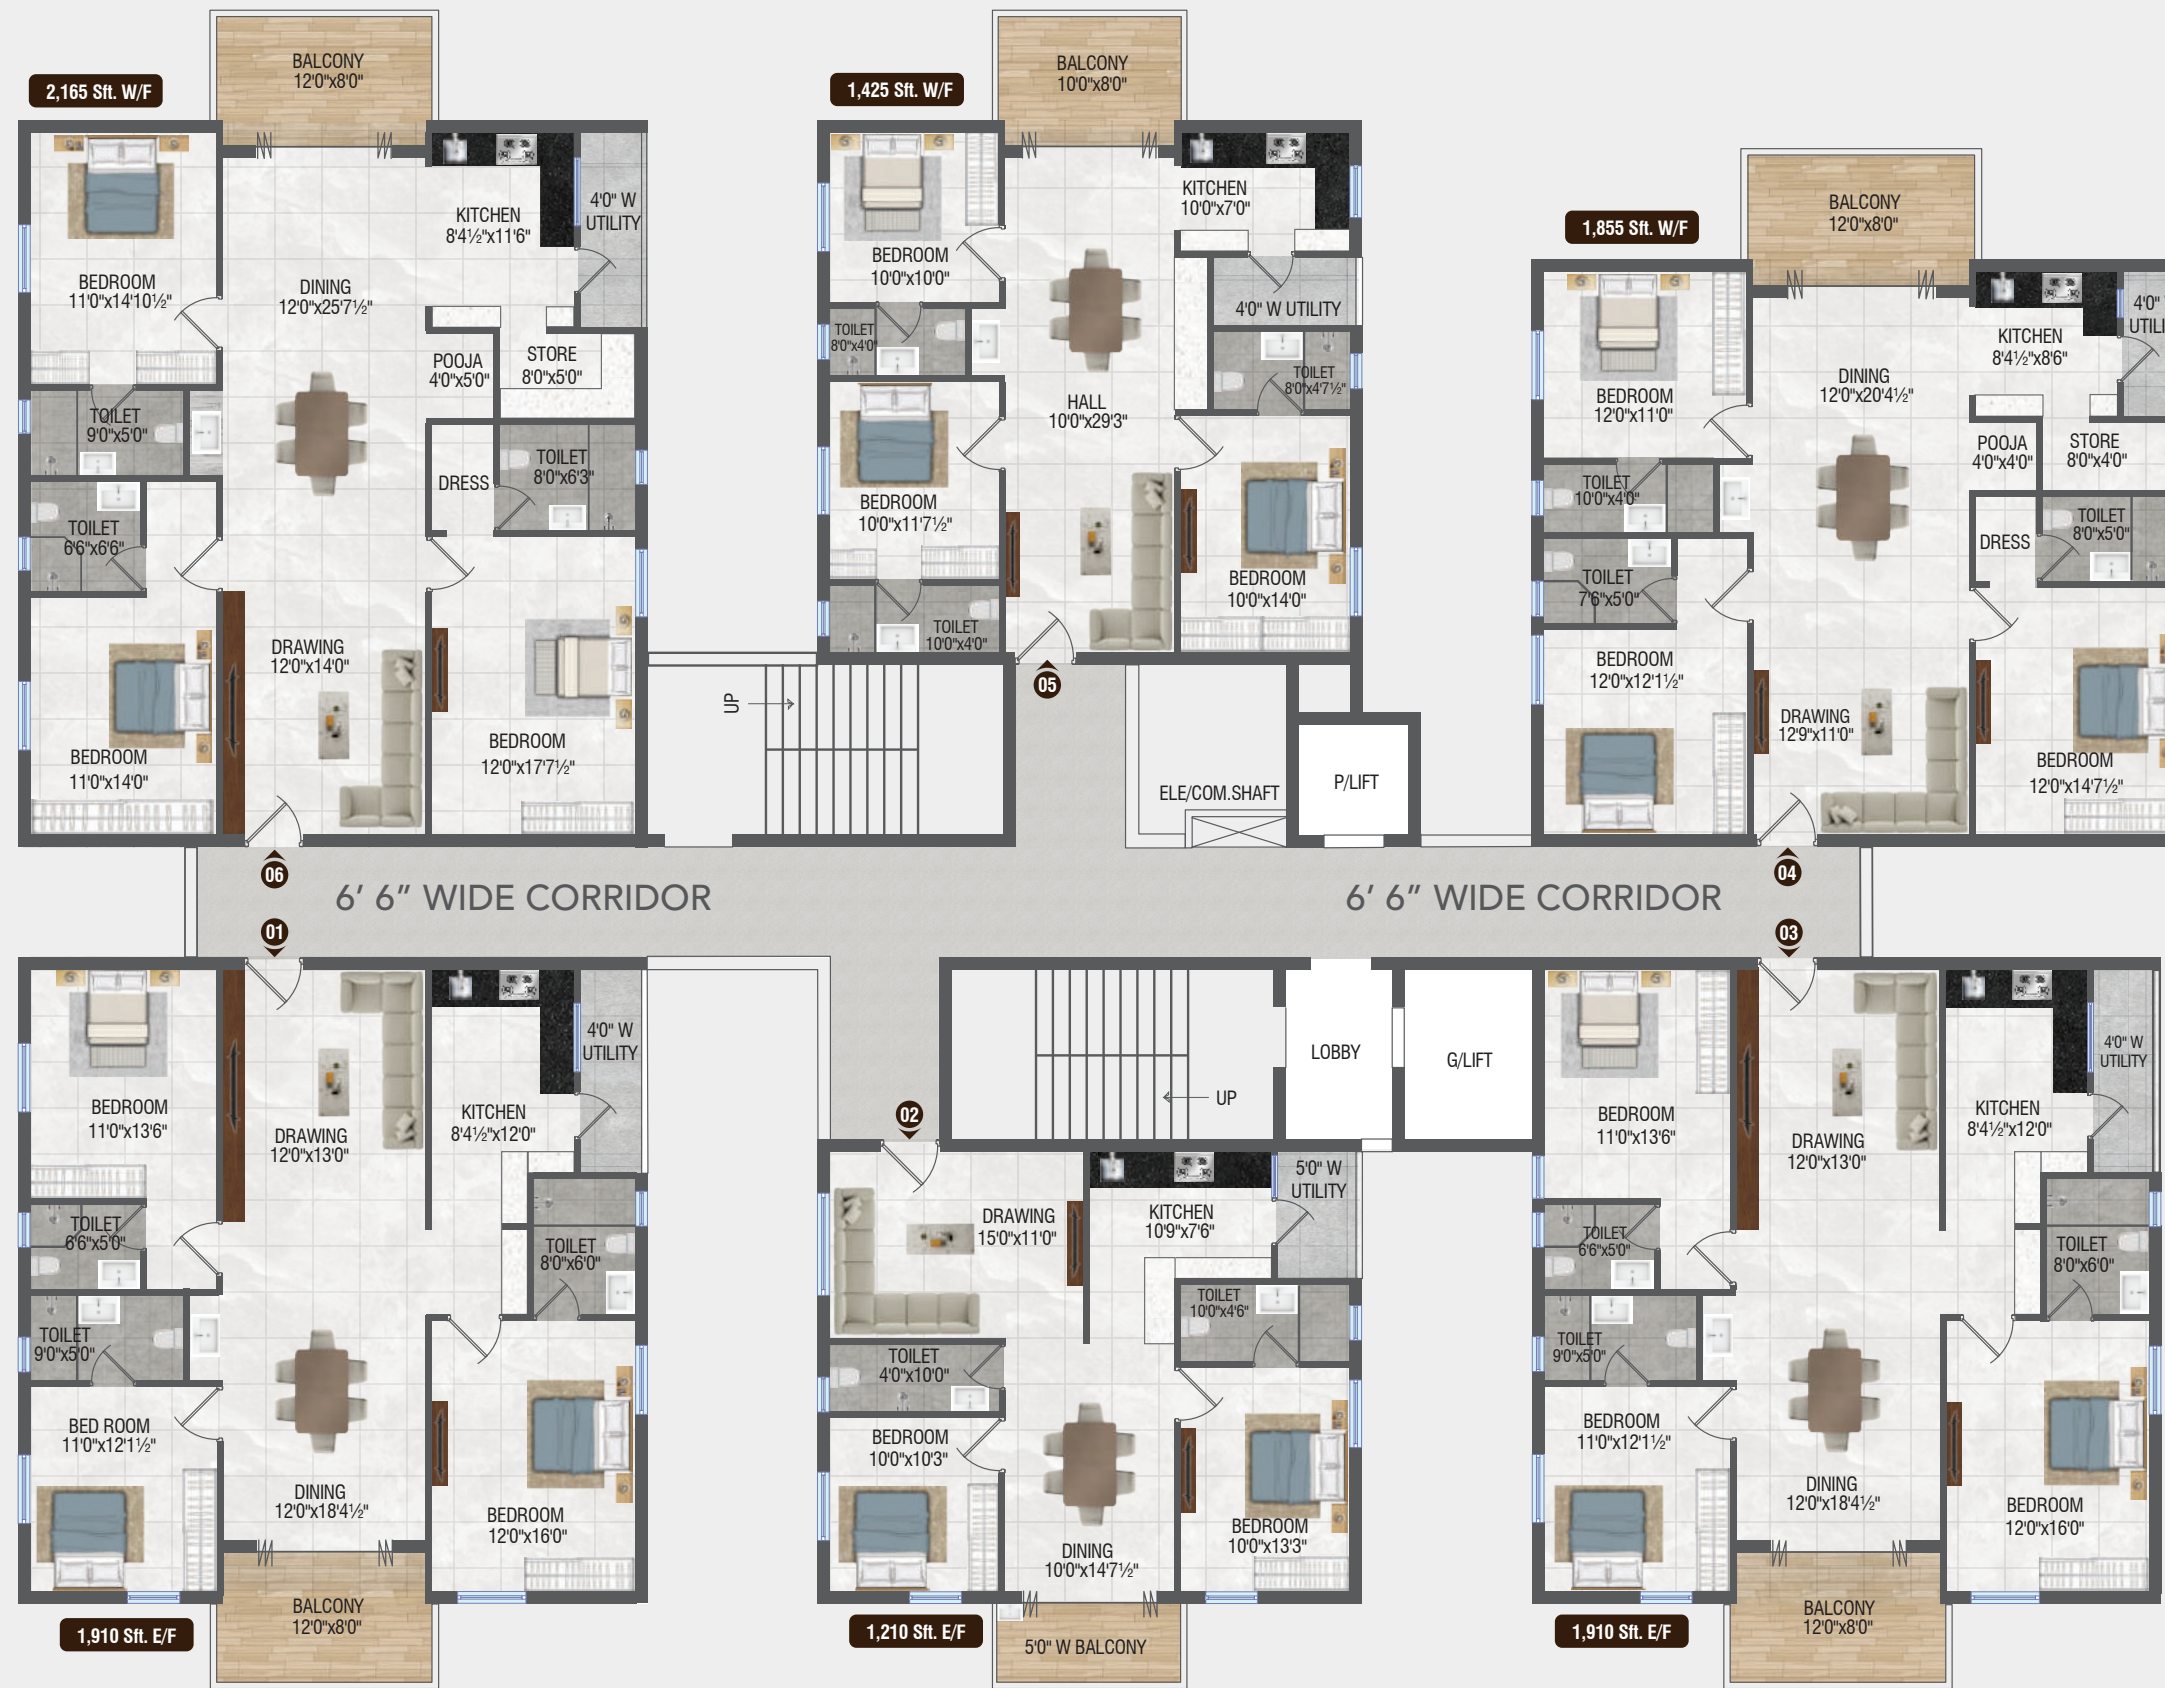 2,165 Sft. W/F
BALCONY
12'0"x8'0"
BEDROOM
11'0"x14'10½"
DINING
12'0"x25'7½"
KITCHEN
8'4½"x11'6"
4'0" W
UTILITY
POOJA
4'0"x5'0"
STORE
8'0"x5'0"
TOILET
9'0"x5'0"
DRESS
TOILET
8'0"x6'3"
TOILET
6'6"x6'6"
DRAWING
12'0"x14'0"
BEDROOM
11'0"x14'0"
BEDROOM
12'0"x17'7½"
06
1,425 Sft. W/F
BALCONY
10'0"x8'0"
BEDROOM
10'0"x10'0"
KITCHEN
10'0"x7'0"
4'0" W UTILITY
TOILET
8'0"x4'0"
TOILET
8'0"x4'7½"
HALL
10'0"x29'3"
BEDROOM
10'0"x11'7½"
BEDROOM
10'0"x14'0"
TOILET
10'0"x4'0"
05
UP
ELE/COM.SHAFT
P/LIFT
1,855 Sft. W/F
BALCONY
12'0"x8'0"
BEDROOM
12'0"x11'0"
DINING
12'0"x20'4½"
KITCHEN
8'4½"x8'6"
4'0"
UTILI
POOJA
4'0"x4'0"
STORE
8'0"x4'0"
TOILET
10'0"x4'0"
DRESS
TOILET
8'0"x5'0"
TOILET
7'6"x5'0"
BEDROOM
12'0"x12'1½"
DRAWING
12'9"x11'0"
BEDROOM
12'0"x14'7½"
04
6' 6" WIDE CORRIDOR
6' 6" WIDE CORRIDOR
01
BEDROOM
11'0"x13'6"
DRAWING
12'0"x13'0"
KITCHEN
8'4½"x12'0"
4'0" W
UTILITY
TOILET
6'6"x5'0"
TOILET
8'0"x6'0"
TOILET
9'0"x5'0"
BED ROOM
11'0"x12'1½"
DINING
12'0"x18'4½"
BEDROOM
12'0"x16'0"
BALCONY
12'0"x8'0"
1,910 Sft. E/F
UP
LOBBY
G/LIFT
02
DRAWING
15'0"x11'0"
KITCHEN
10'9"x7'6"
5'0" W
UTILITY
TOILET
10'0"x4'6"
TOILET
4'0"x10'0"
BEDROOM
10'0"x10'3"
DINING
10'0"x14'7½"
BEDROOM
10'0"x13'3"
5'0" W BALCONY
1,210 Sft. E/F
03
BEDROOM
11'0"x13'6"
DRAWING
12'0"x13'0"
KITCHEN
8'4½"x12'0"
4'0" W
UTILITY
TOILET
6'6"x5'0"
TOILET
8'0"x6'0"
TOILET
9'0"x5'0"
BEDROOM
11'0"x12'1½"
DINING
12'0"x18'4½"
BEDROOM
12'0"x16'0"
BALCONY
12'0"x8'0"
1,910 Sft. E/F